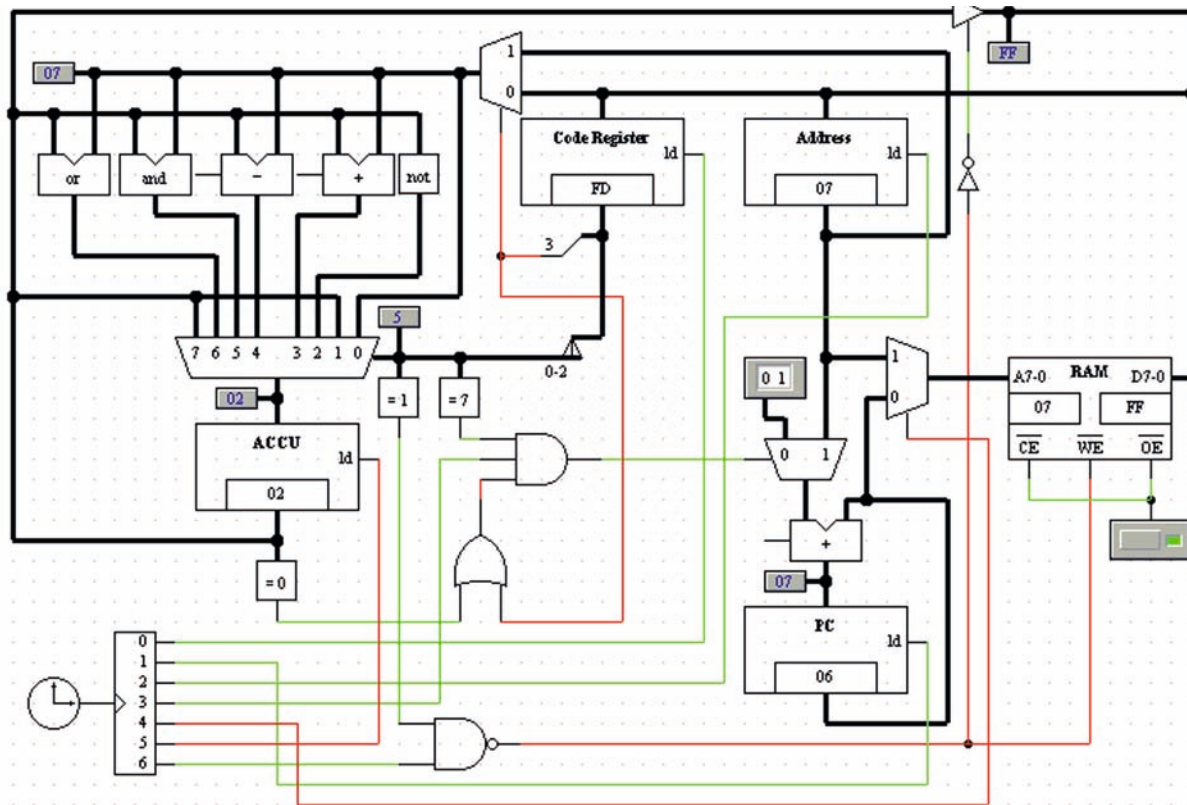 FF
1
07
0
Code Register
ld
FD
Address
ld
07
or
and
-
+
not
3
7 6 5 4 3 2 1 0
5
0-2
= 1
= 7
02
ACCU
ld
02
= 0
0 1
0 1
+
07
PC
ld
06
1
0
RAM
A7-0
D7-0
07
FF
CE
WE
OE
0
1
2
3
4
5
6